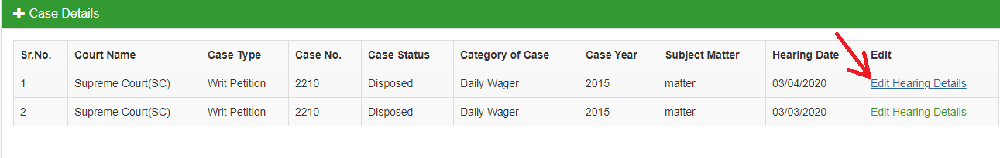 Case Details
Sr.No. Court Name Case Type Case No. Case Status Category of Case Case Year Subject Matter Hearing Date Edit
1 Supreme Court(SC) Writ Petition 2210 Disposed Daily Wager 2015 matter 03/04/2020 Edit Hearing Details
2 Supreme Court(SC) Writ Petition 2210 Disposed Daily Wager 2015 matter 03/03/2020 Edit Hearing Details